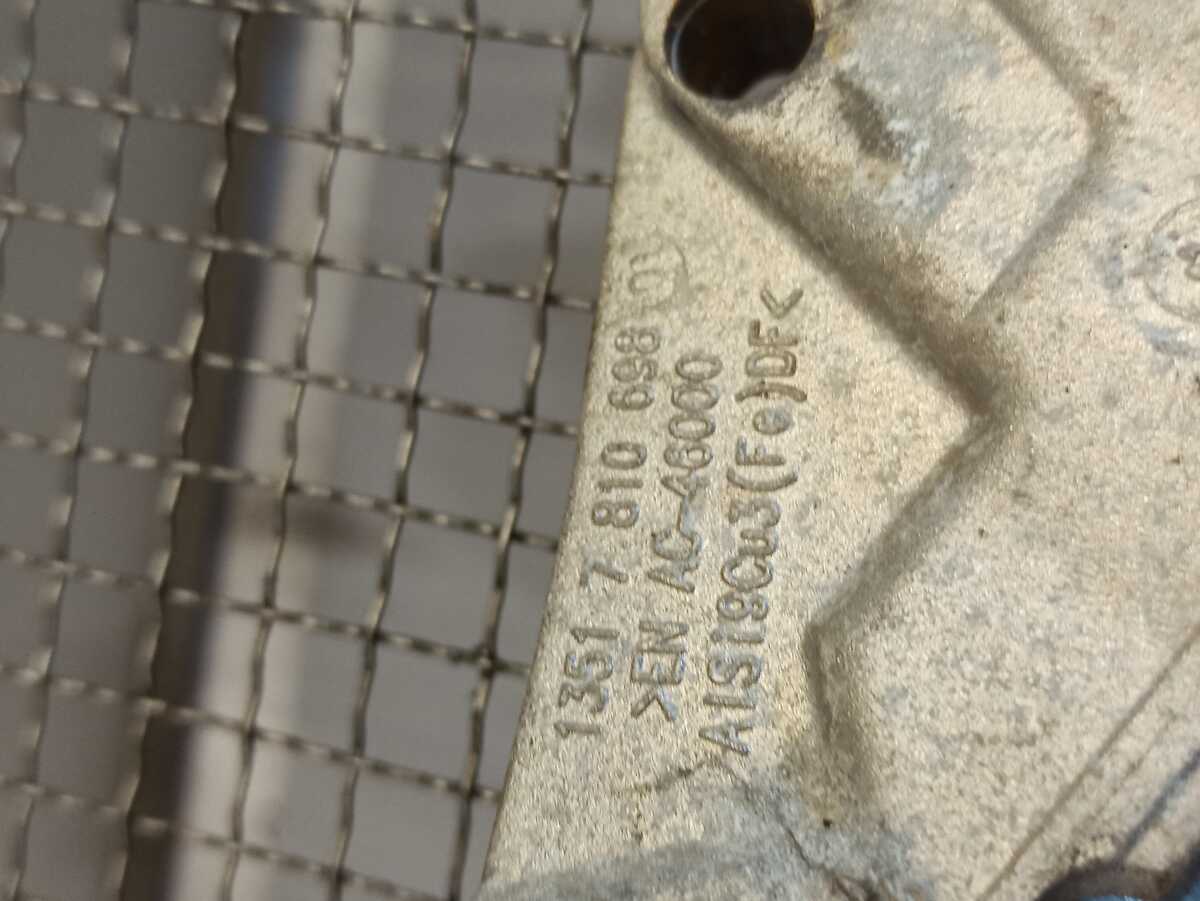 1351 7 810 698 01
>EN AC-46000
AlSi9Cu3(Fe)DF<